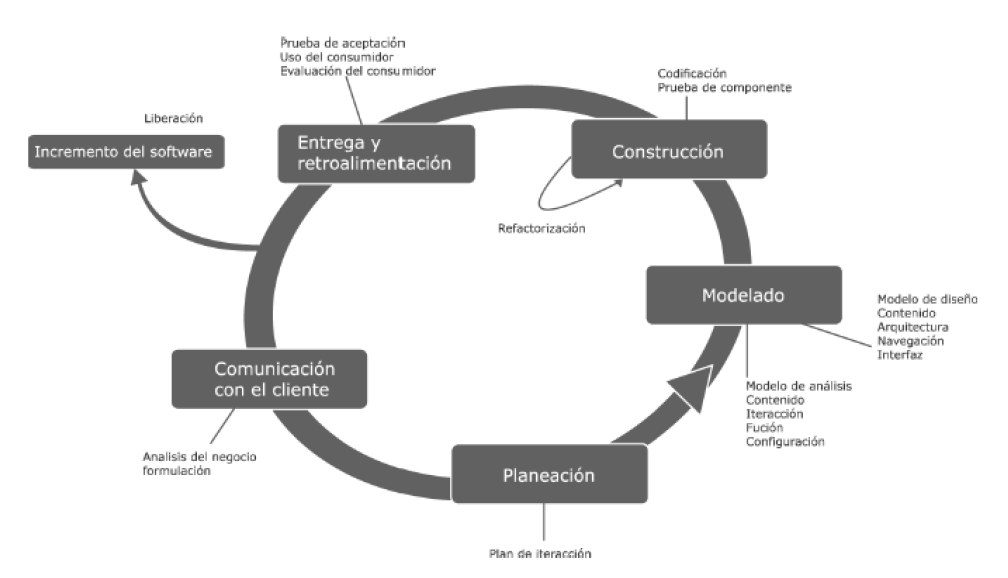 Prueba de aceptación
Uso del consumidor
Evaluación del consumidor
Codificación
Prueba de componente
Liberación
Incremento del software
Entrega y
retroalimentación
Construcción
Refactorización
Modelado
Modelo de diseño
Contenido
Arquitectura
Navegación
Interfaz
Comunicación
con el cliente
Modelo de análisis
Contenido
Iteracción
Fución
Configuración
Analisis del negocio
formulación
Planeación
Plan de iteracción